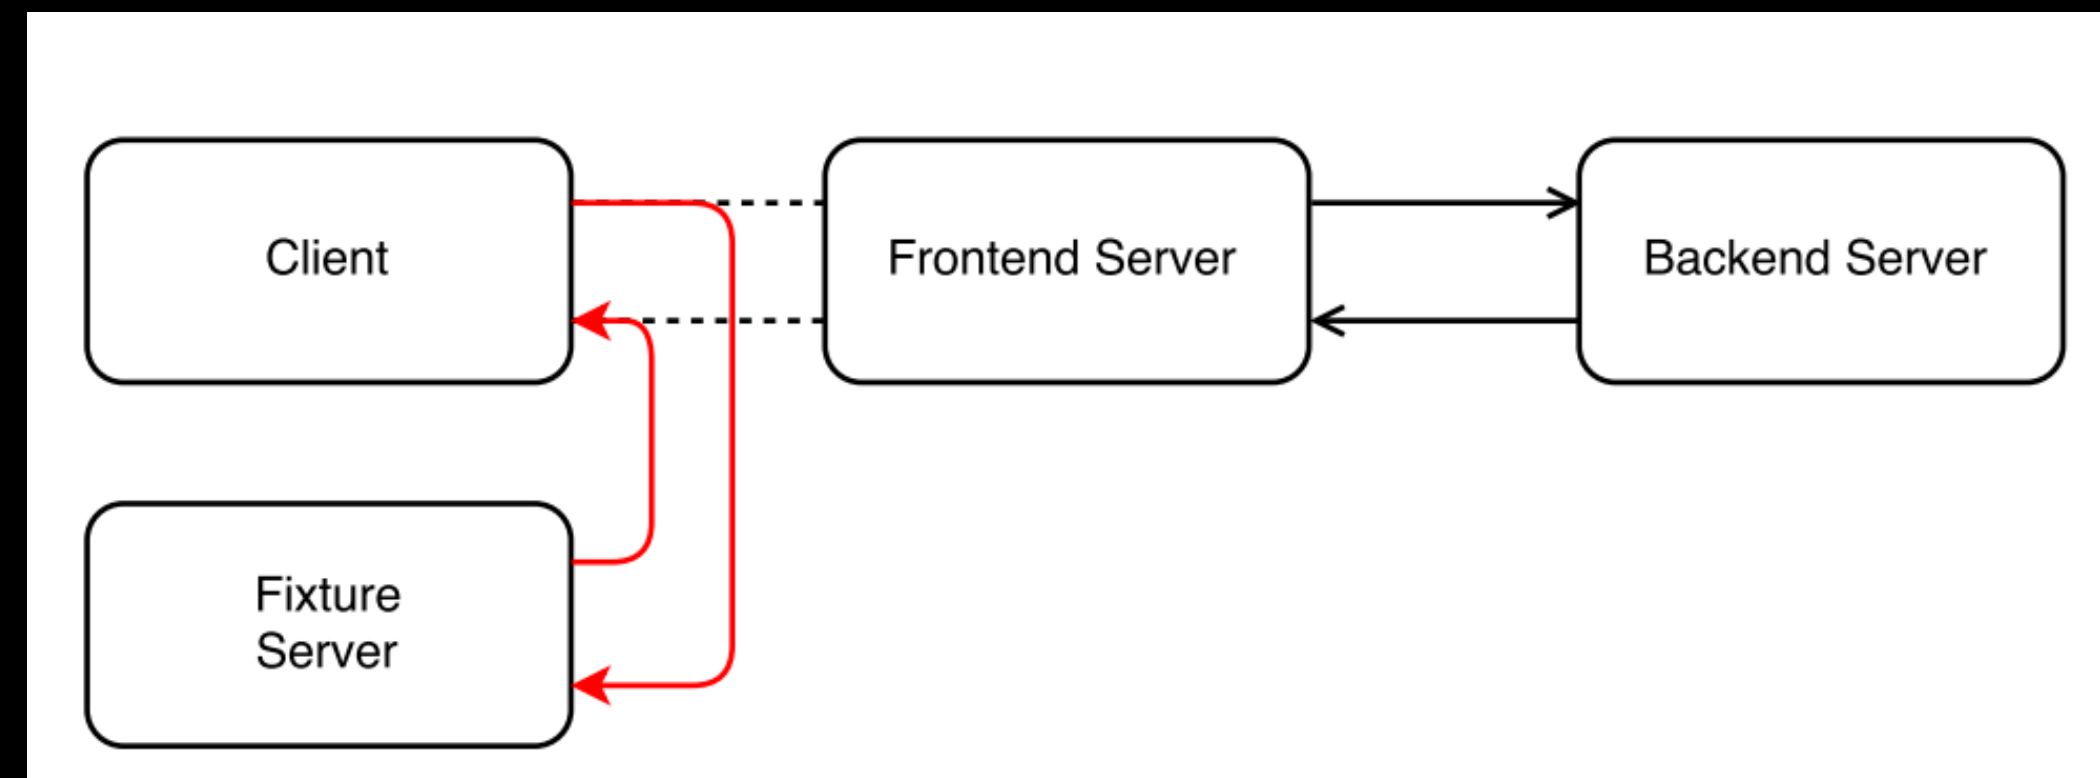 Client
Frontend Server
Backend Server
Fixture
Server